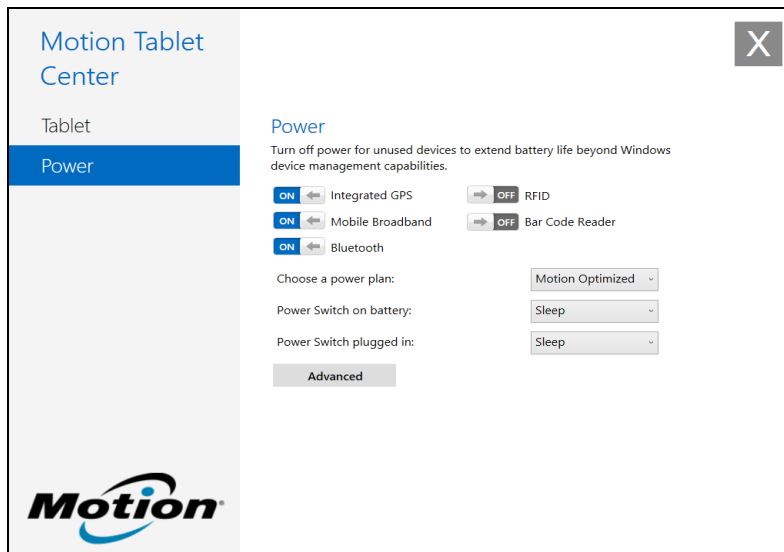 Motion Tablet
Center
X
Tablet
Power
Power
Turn off power for unused devices to extend battery life beyond Windows
device management capabilities.
ON Integrated GPS OFF RFID
ON Mobile Broadband OFF Bar Code Reader
ON Bluetooth
Choose a power plan: Motion Optimized
Power Switch on battery: Sleep
Power Switch plugged in: Sleep
Advanced
Motion